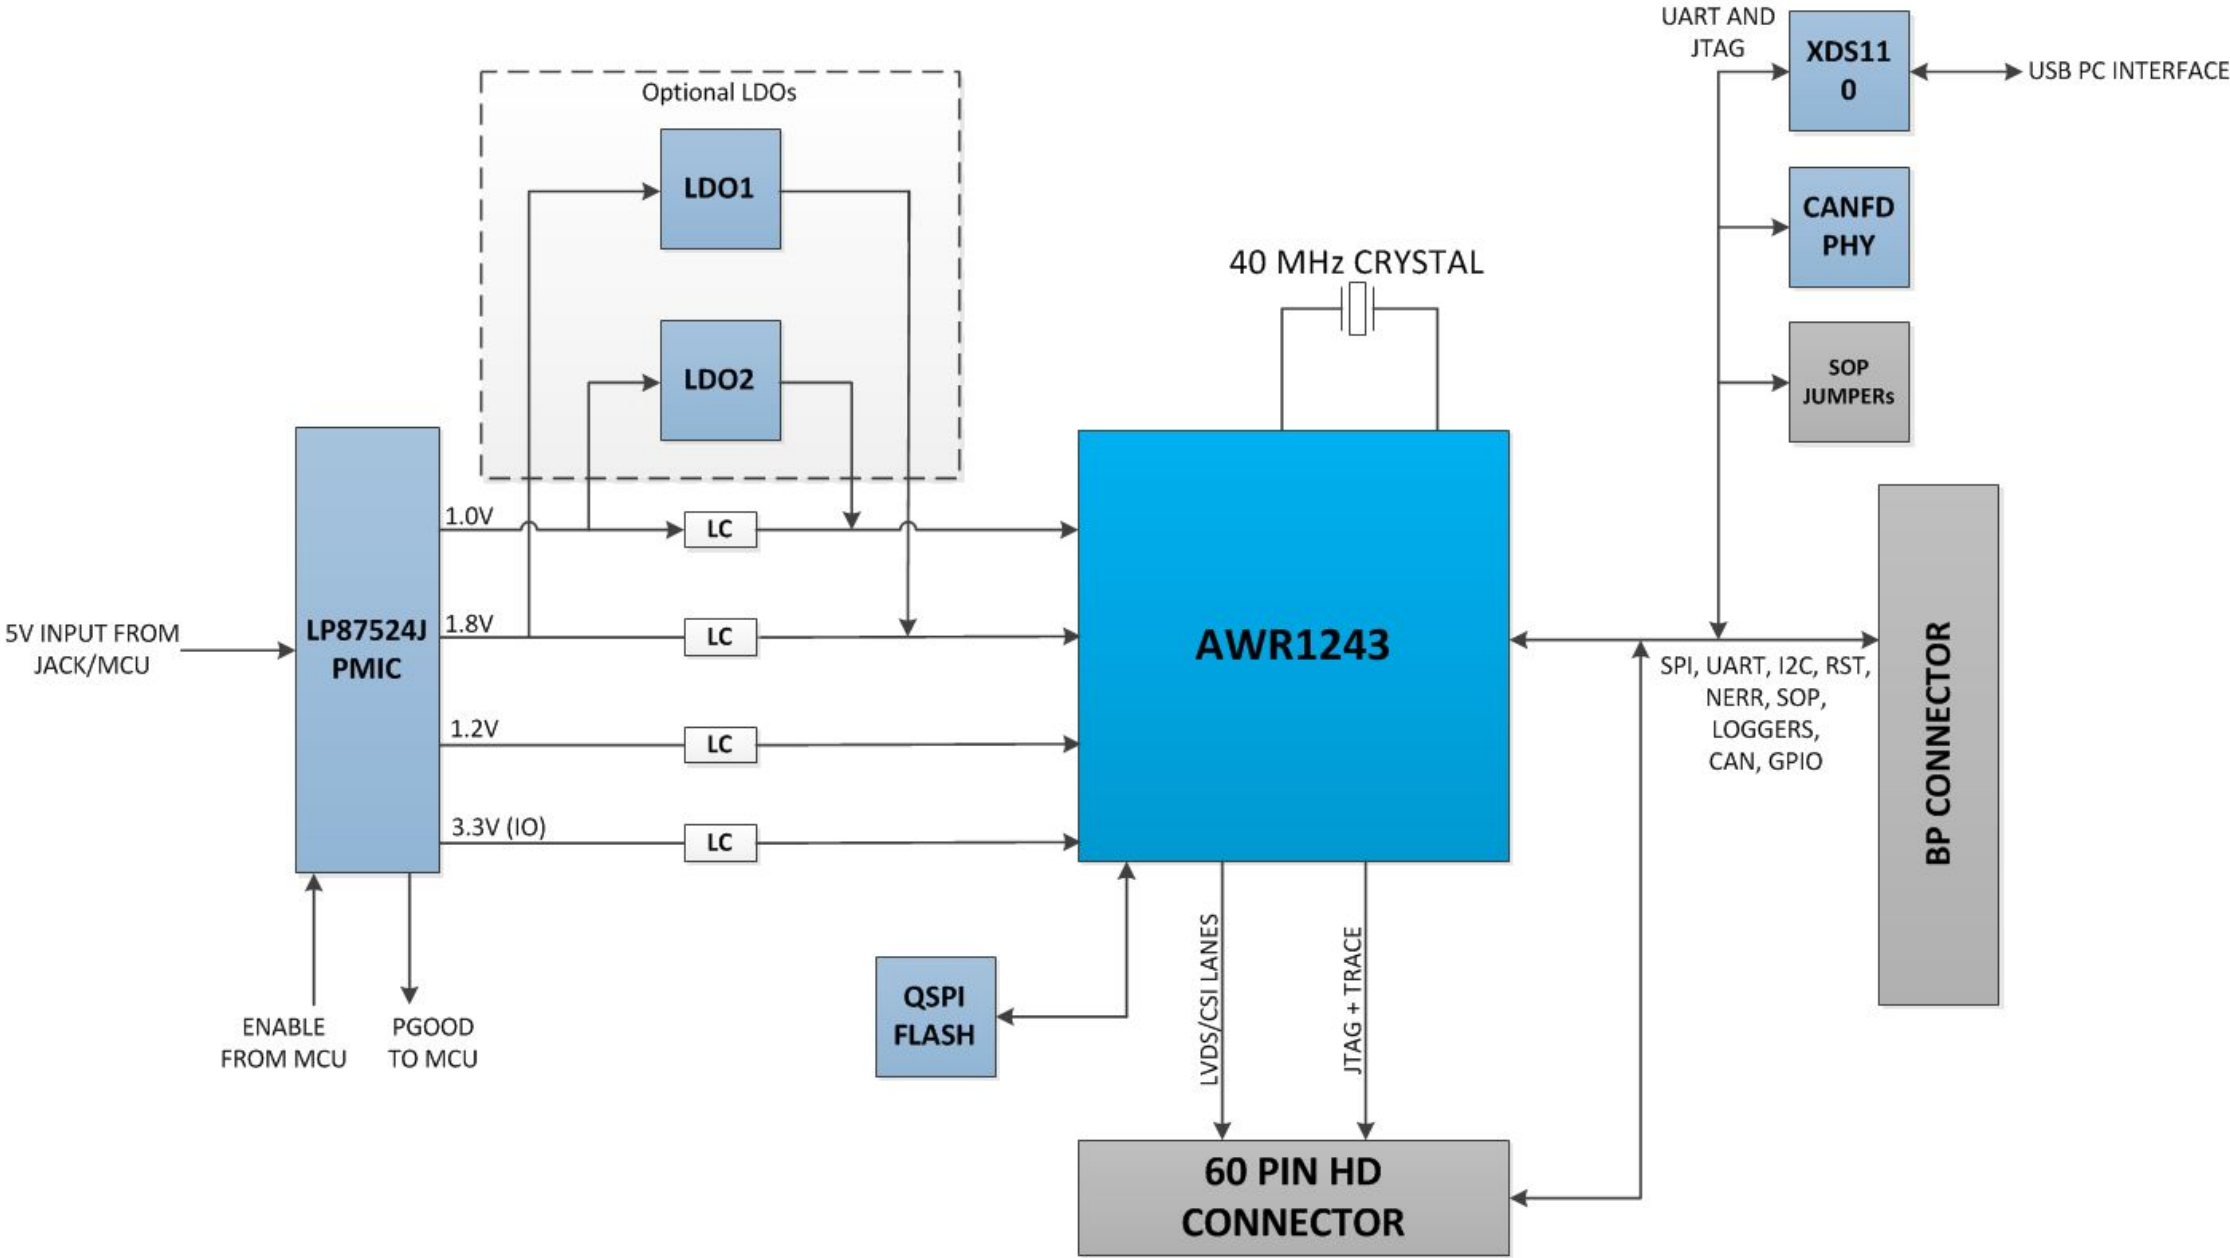 UART AND
JTAG
XDS11
0
USB PC INTERFACE
Optional LDOs
LDO1
CANFD
PHY
40 MHz CRYSTAL
LDO2
SOP
JUMPERs
1.0V
LC
5V INPUT FROM
JACK/MCU
LP87524J
PMIC
1.8V
LC
AWR1243
SPI, UART, I2C, RST,
NERR, SOP,
LOGGERS,
CAN, GPIO
BP CONNECTOR
1.2V
LC
3.3V (IO)
LC
ENABLE
FROM MCU
PGOOD
TO MCU
QSPI
FLASH
LVDS/CSI LANES
JTAG + TRACE
60 PIN HD
CONNECTOR